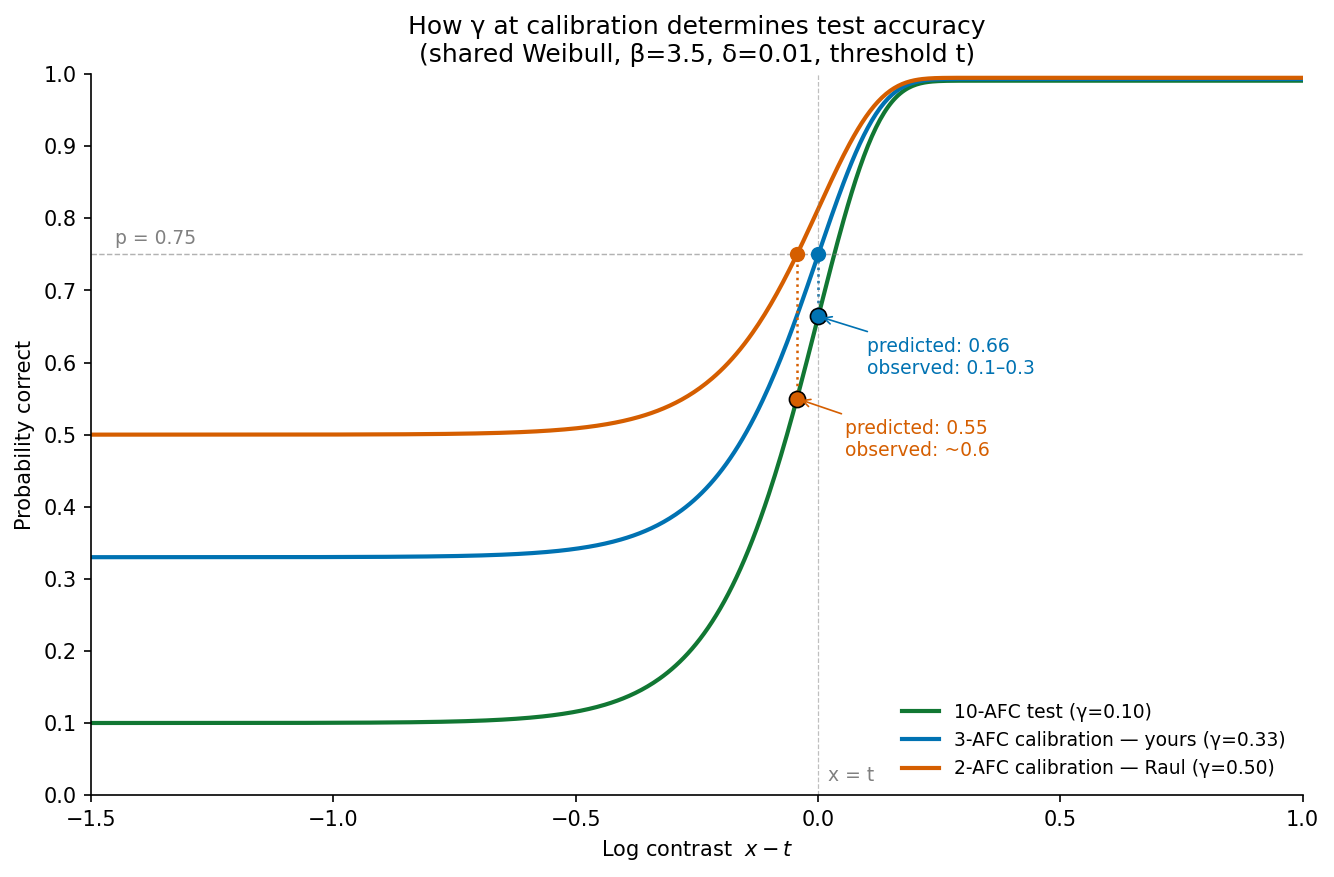 How γ at calibration determines test accuracy
(shared Weibull, β=3.5, δ=0.01, threshold t)
1.0
0.9
0.8
p = 0.75
0.7
predicted: 0.66
observed: 0.1–0.3
0.6
predicted: 0.55
observed: ~0.6
0.5
0.4
0.3
0.2
0.1
0.0
Probability correct
10-AFC test (γ=0.10)
3-AFC calibration — yours (γ=0.33)
2-AFC calibration — Raul (γ=0.50)
x = t
−1.5 −1.0 −0.5 0.0 0.5 1.0
Log contrast x − t